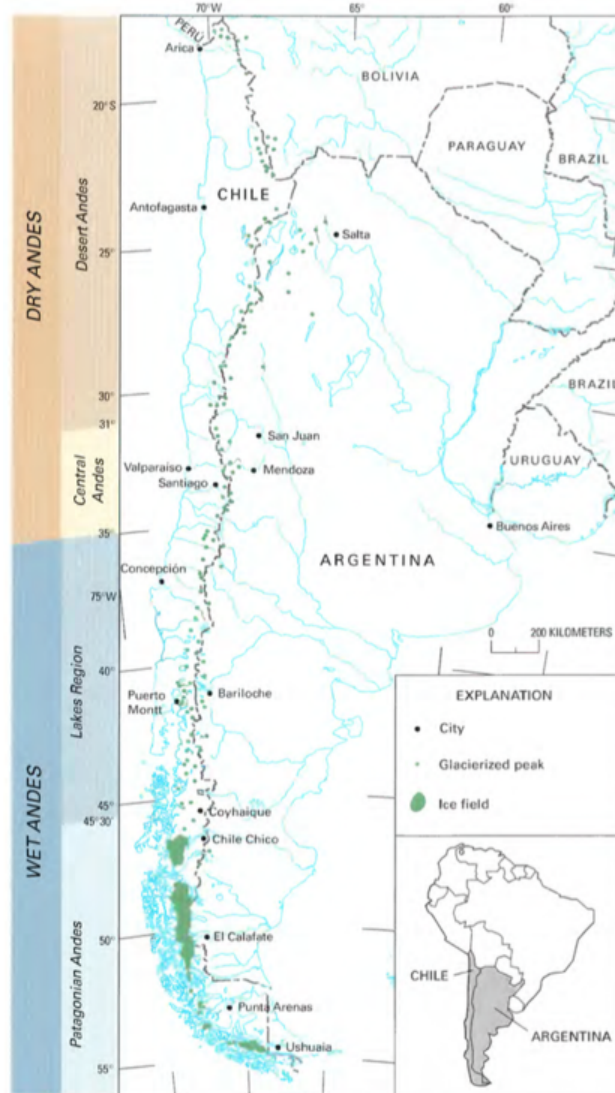 70°W
65°
60°
PERÚ
Arica
BOLIVIA
20°S
PARAGUAY
BRAZIL
CHILE
Antofagasta
Salta
25°
DRY ANDES
Desert Andes
30°
BRAZIL
31°
San Juan
URUGUAY
Valparaíso
Mendoza
Central
Andes
Santiago
Buenos Aires
35°
ARGENTINA
Concepción
75°W
0 200 KILOMETERS
Lakes Region
40°
EXPLANATION
Puerto
Montt
Bariloche
City
Glacierized peak
Ice field
WET ANDES
45°
45°30'
Coyhaique
Chile Chico
El Calafate
50°
Patagonian Andes
CHILE
Punta Arenas
ARGENTINA
Ushuaia
55°